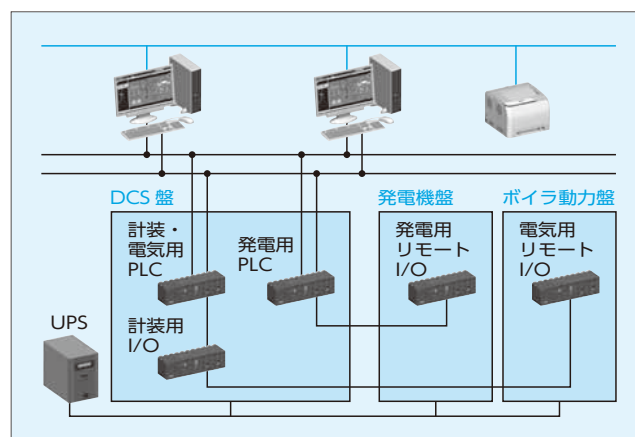 DCS 盤
発電機盤
ボイラ動力盤
計装・
電気用
PLC
発電用
PLC
発電用
リモート
I/O
電気用
リモート
I/O
UPS
計装用
I/O